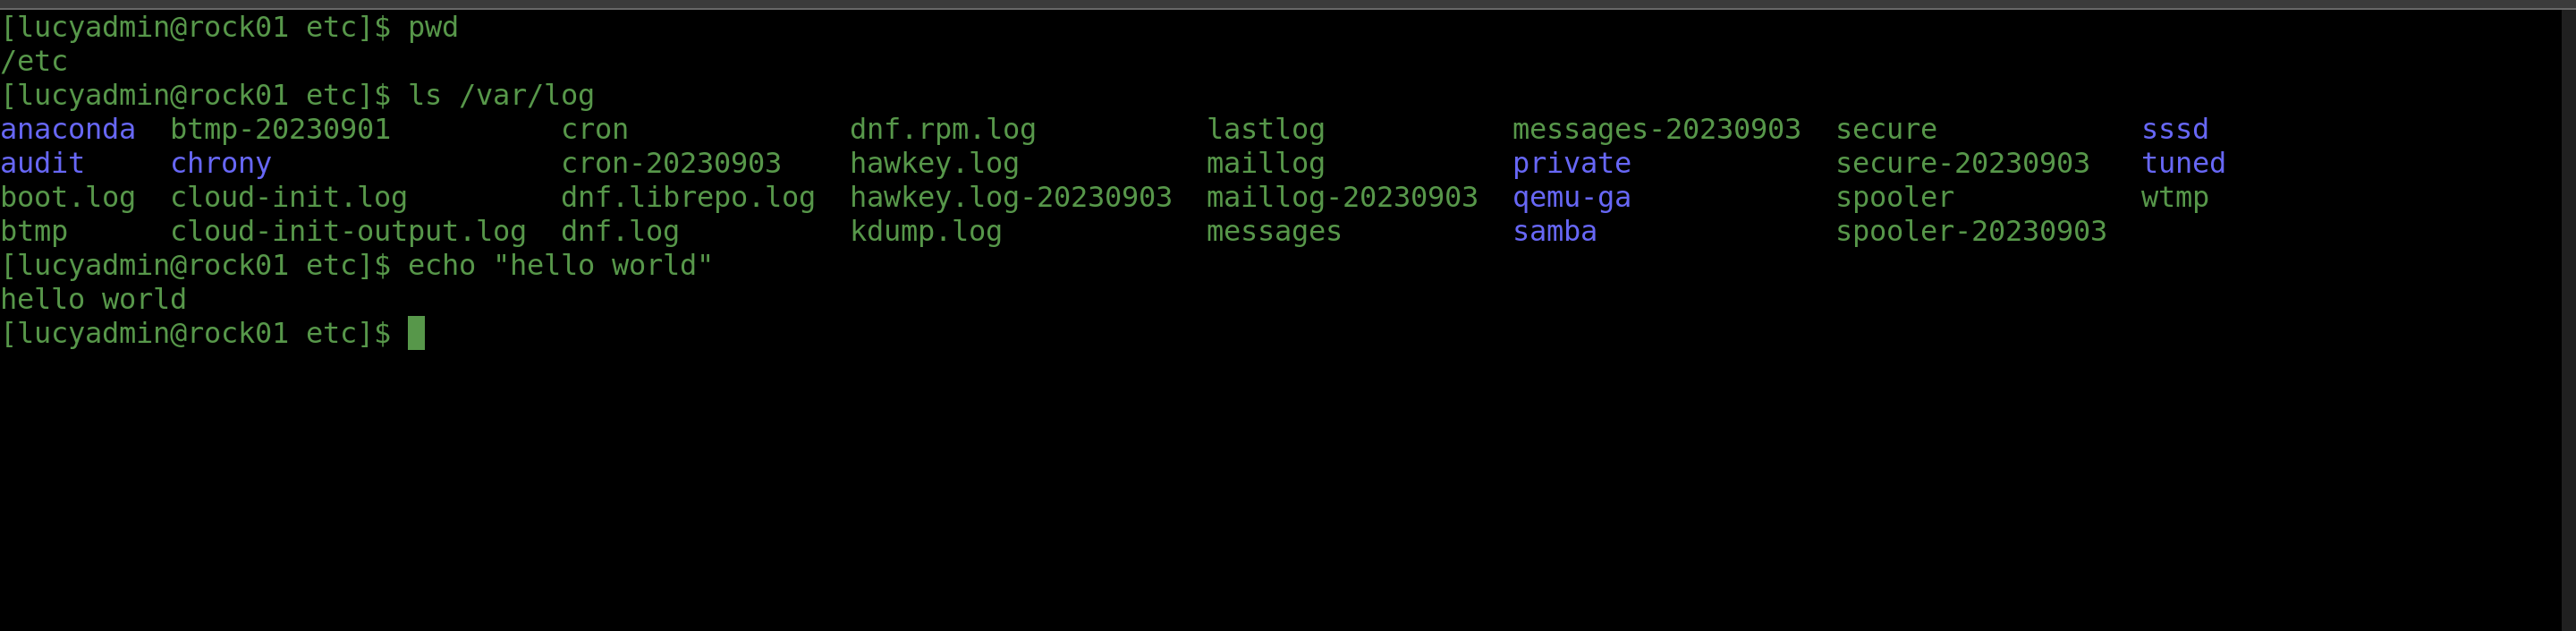 [lucyadmin@rock01 etc]$ pwd
/etc
[lucyadmin@rock01 etc]$ ls /var/log
anaconda  btmp-20230901          cron              dnf.rpm.log          lastlog           messages-20230903  secure            sssd
audit     chrony                 cron-20230903     hawkey.log           maillog           private            secure-20230903   tuned
boot.log  cloud-init.log         dnf.librepo.log   hawkey.log-20230903  maillog-20230903  qemu-ga            spooler           wtmp
btmp      cloud-init-output.log  dnf.log           kdump.log            messages          samba              spooler-20230903
[lucyadmin@rock01 etc]$ echo "hello world"
hello world
[lucyadmin@rock01 etc]$